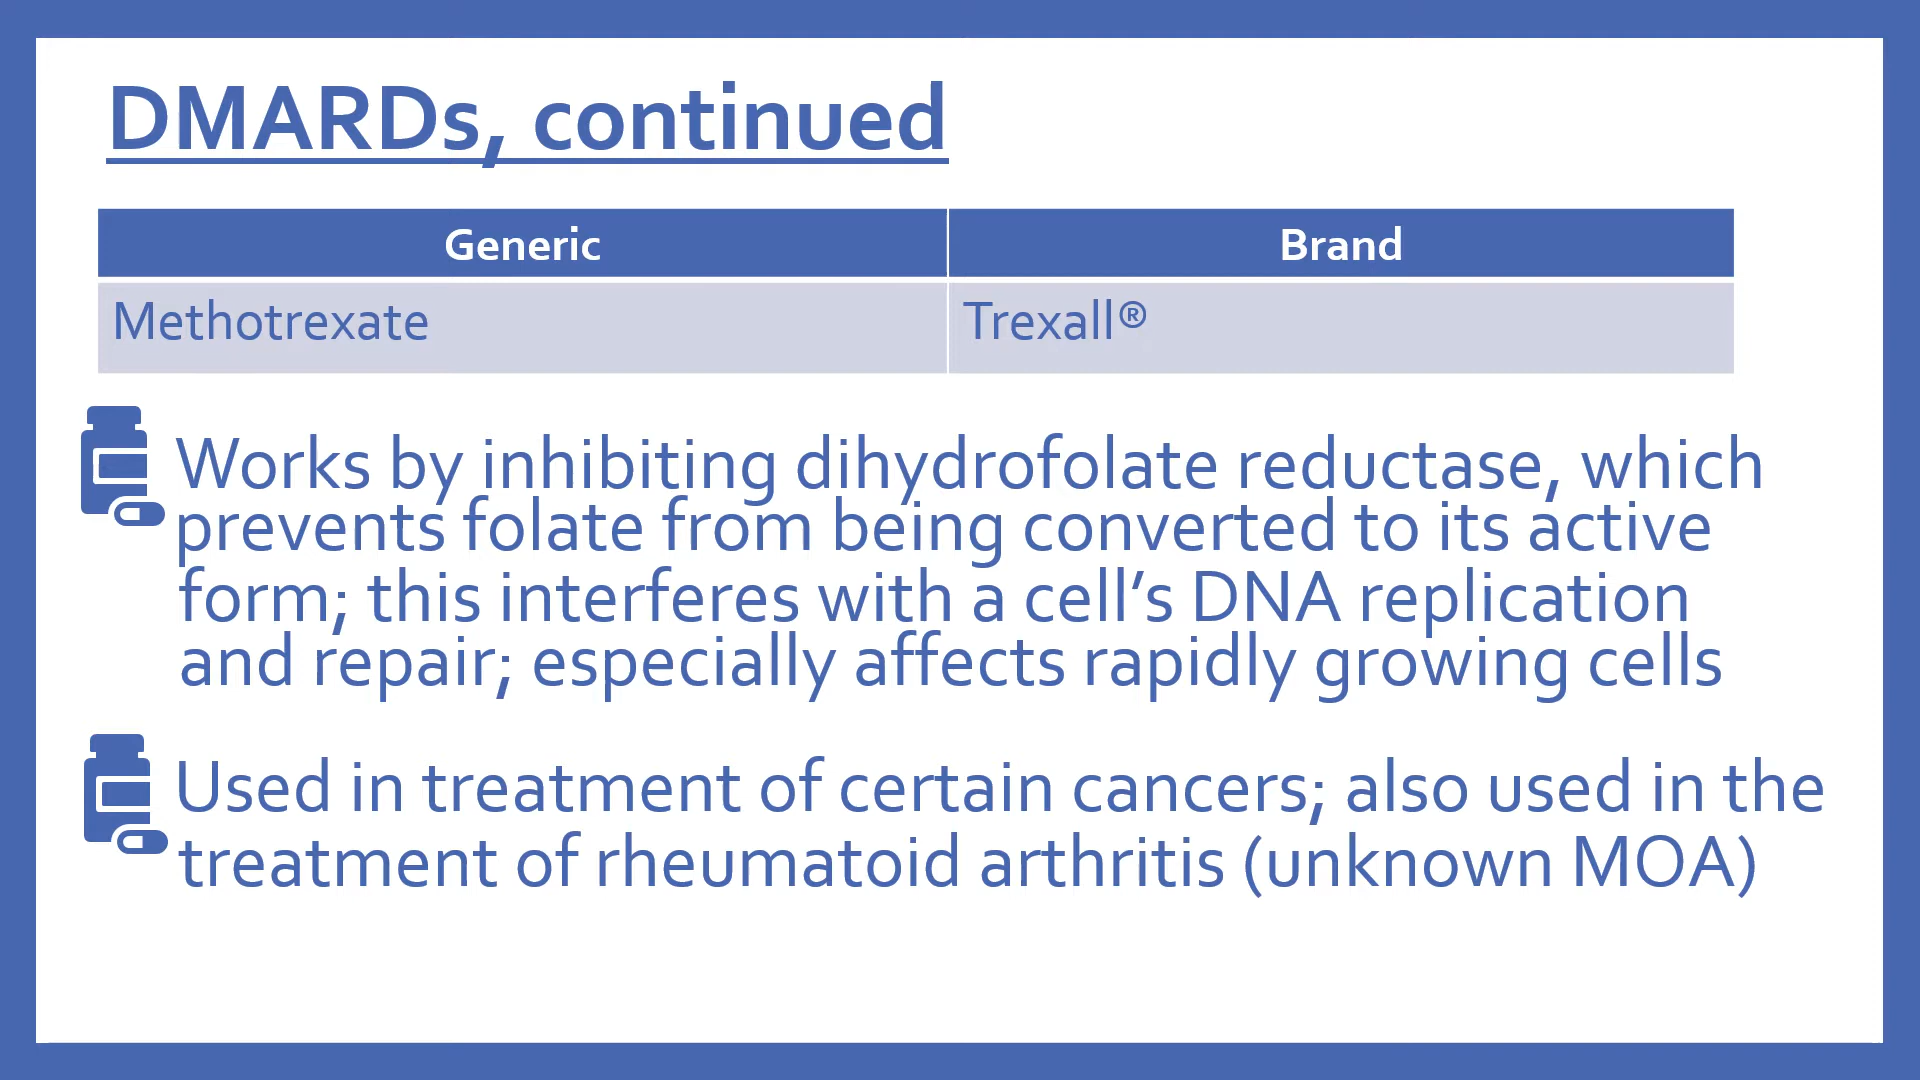 DMARDs, continued
Generic Brand
Methotrexate Trexall®
Works by inhibiting dihydrofolate reductase, which
prevents folate from being converted to its active
form; this interferes with a cell’s DNA replication
and repair; especially affects rapidly growing cells
Used in treatment of certain cancers; also used in the
treatment of rheumatoid arthritis (unknown MOA)